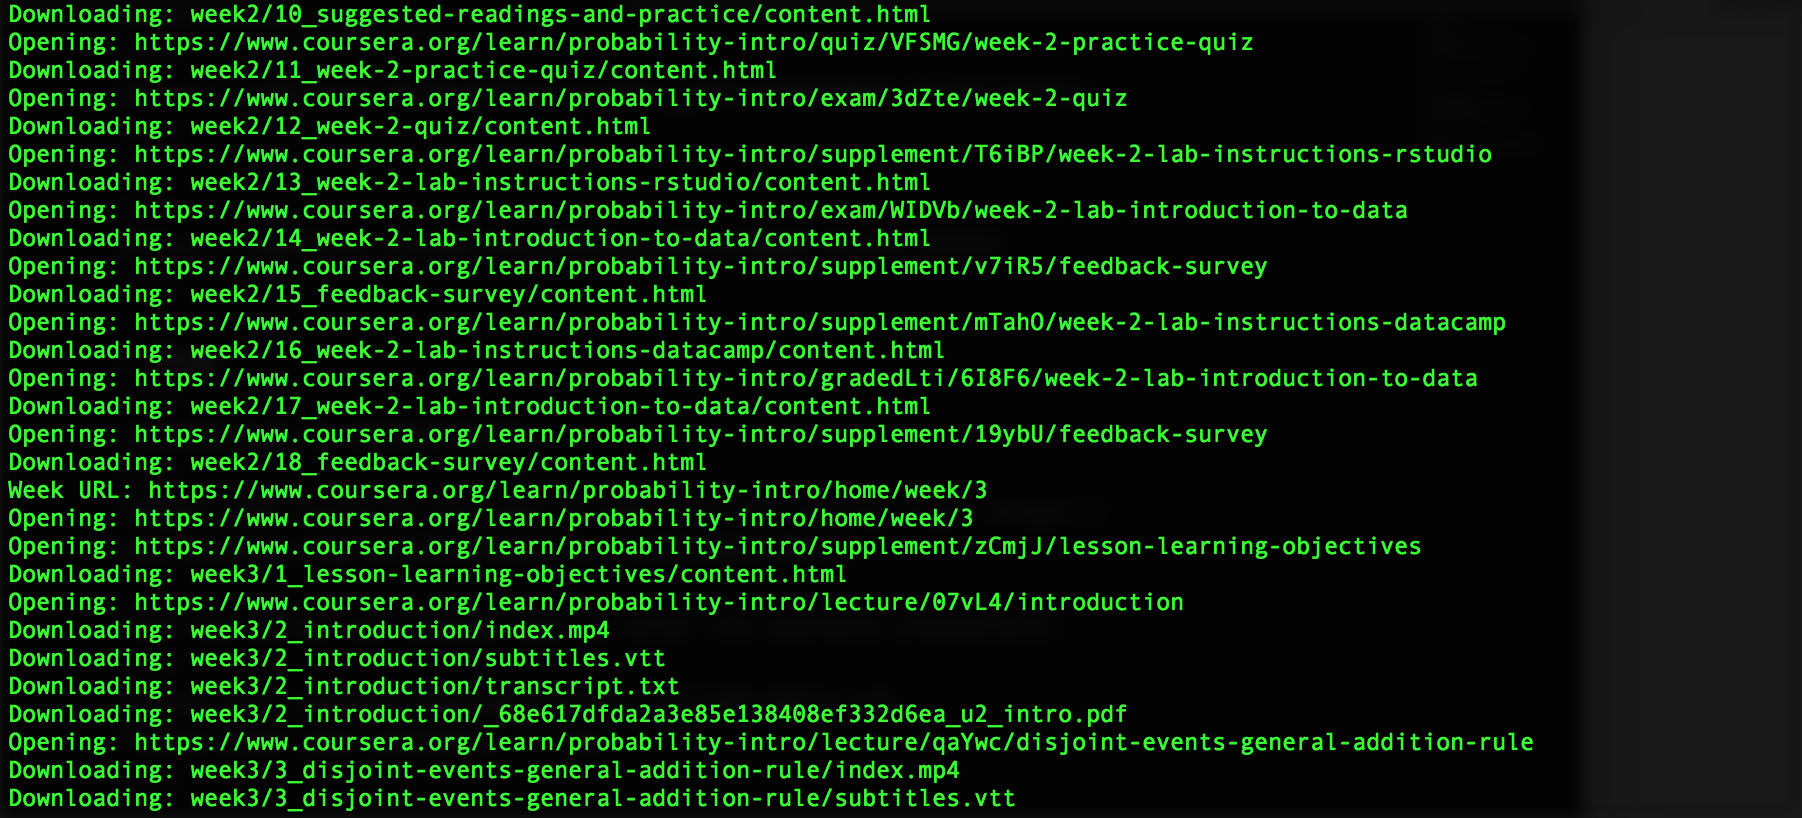 Downloading: week2/10_suggested-readings-and-practice/content.html
Opening: https://www.coursera.org/learn/probability-intro/quiz/VFSMG/week-2-practice-quiz
Downloading: week2/11_week-2-practice-quiz/content.html
Opening: https://www.coursera.org/learn/probability-intro/exam/3dZte/week-2-quiz
Downloading: week2/12_week-2-quiz/content.html
Opening: https://www.coursera.org/learn/probability-intro/supplement/T6iBP/week-2-lab-instructions-rstudio
Downloading: week2/13_week-2-lab-instructions-rstudio/content.html
Opening: https://www.coursera.org/learn/probability-intro/exam/WIDVb/week-2-lab-introduction-to-data
Downloading: week2/14_week-2-lab-introduction-to-data/content.html
Opening: https://www.coursera.org/learn/probability-intro/supplement/v7iR5/feedback-survey
Downloading: week2/15_feedback-survey/content.html
Opening: https://www.coursera.org/learn/probability-intro/supplement/mTahO/week-2-lab-instructions-datacamp
Downloading: week2/16_week-2-lab-instructions-datacamp/content.html
Opening: https://www.coursera.org/learn/probability-intro/gradedLti/6I8F6/week-2-lab-introduction-to-data
Downloading: week2/17_week-2-lab-introduction-to-data/content.html
Opening: https://www.coursera.org/learn/probability-intro/supplement/19ybU/feedback-survey
Downloading: week2/18_feedback-survey/content.html
Week URL: https://www.coursera.org/learn/probability-intro/home/week/3
Opening: https://www.coursera.org/learn/probability-intro/home/week/3
Opening: https://www.coursera.org/learn/probability-intro/supplement/zCmjJ/lesson-learning-objectives
Downloading: week3/1_lesson-learning-objectives/content.html
Opening: https://www.coursera.org/learn/probability-intro/lecture/07vL4/introduction
Downloading: week3/2_introduction/index.mp4
Downloading: week3/2_introduction/subtitles.vtt
Downloading: week3/2_introduction/transcript.txt
Downloading: week3/2_introduction/_68e617dfda2a3e85e138408ef332d6ea_u2_intro.pdf
Opening: https://www.coursera.org/learn/probability-intro/lecture/qaYwc/disjoint-events-general-addition-rule
Downloading: week3/3_disjoint-events-general-addition-rule/index.mp4
Downloading: week3/3_disjoint-events-general-addition-rule/subtitles.vtt